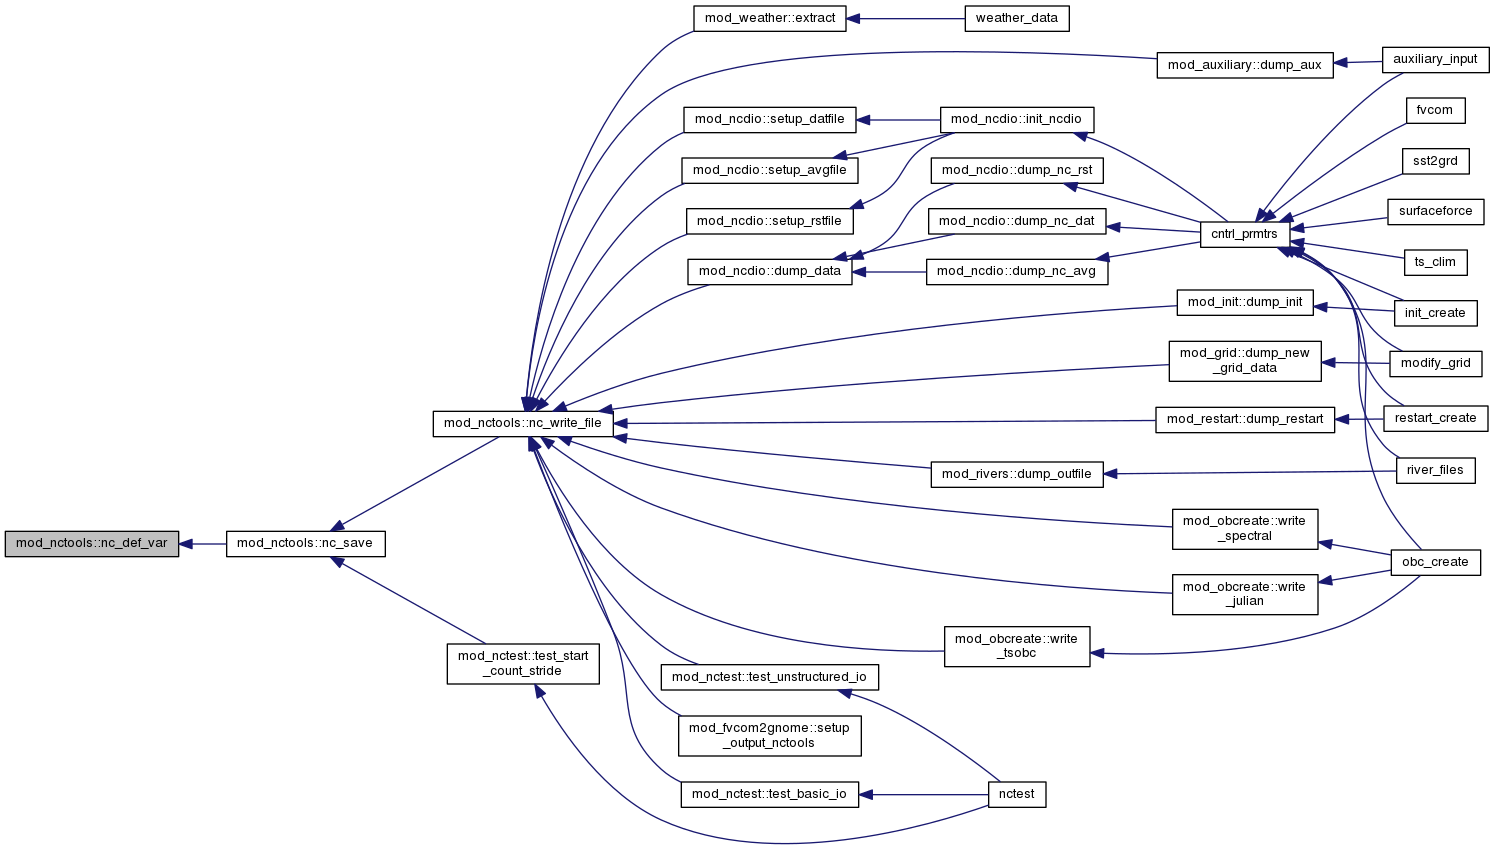 mod_weather::extract
weather_data
mod_auxiliary::dump_aux
auxiliary_input
mod_ncdio::setup_datfile
mod_ncdio::init_ncdio
fvcom
mod_ncdio::setup_avgfile
mod_ncdio::dump_nc_rst
sst2grd
mod_ncdio::setup_rstfile
mod_ncdio::dump_nc_dat
cntrl_prmtrs
surfaceforce
mod_ncdio::dump_data
mod_ncdio::dump_nc_avg
ts_clim
mod_init::dump_init
init_create
mod_grid::dump_new
_grid_data
modify_grid
mod_nctools::nc_write_file
mod_restart::dump_restart
restart_create
mod_rivers::dump_outfile
river_files
mod_nctools::nc_def_var
mod_nctools::nc_save
mod_obcreate::write
_spectral
obc_create
mod_obcreate::write
_julian
mod_obcreate::write
_tsobc
mod_nctest::test_start
_count_stride
mod_nctest::test_unstructured_io
mod_fvcom2gnome::setup
_output_nctools
mod_nctest::test_basic_io
nctest